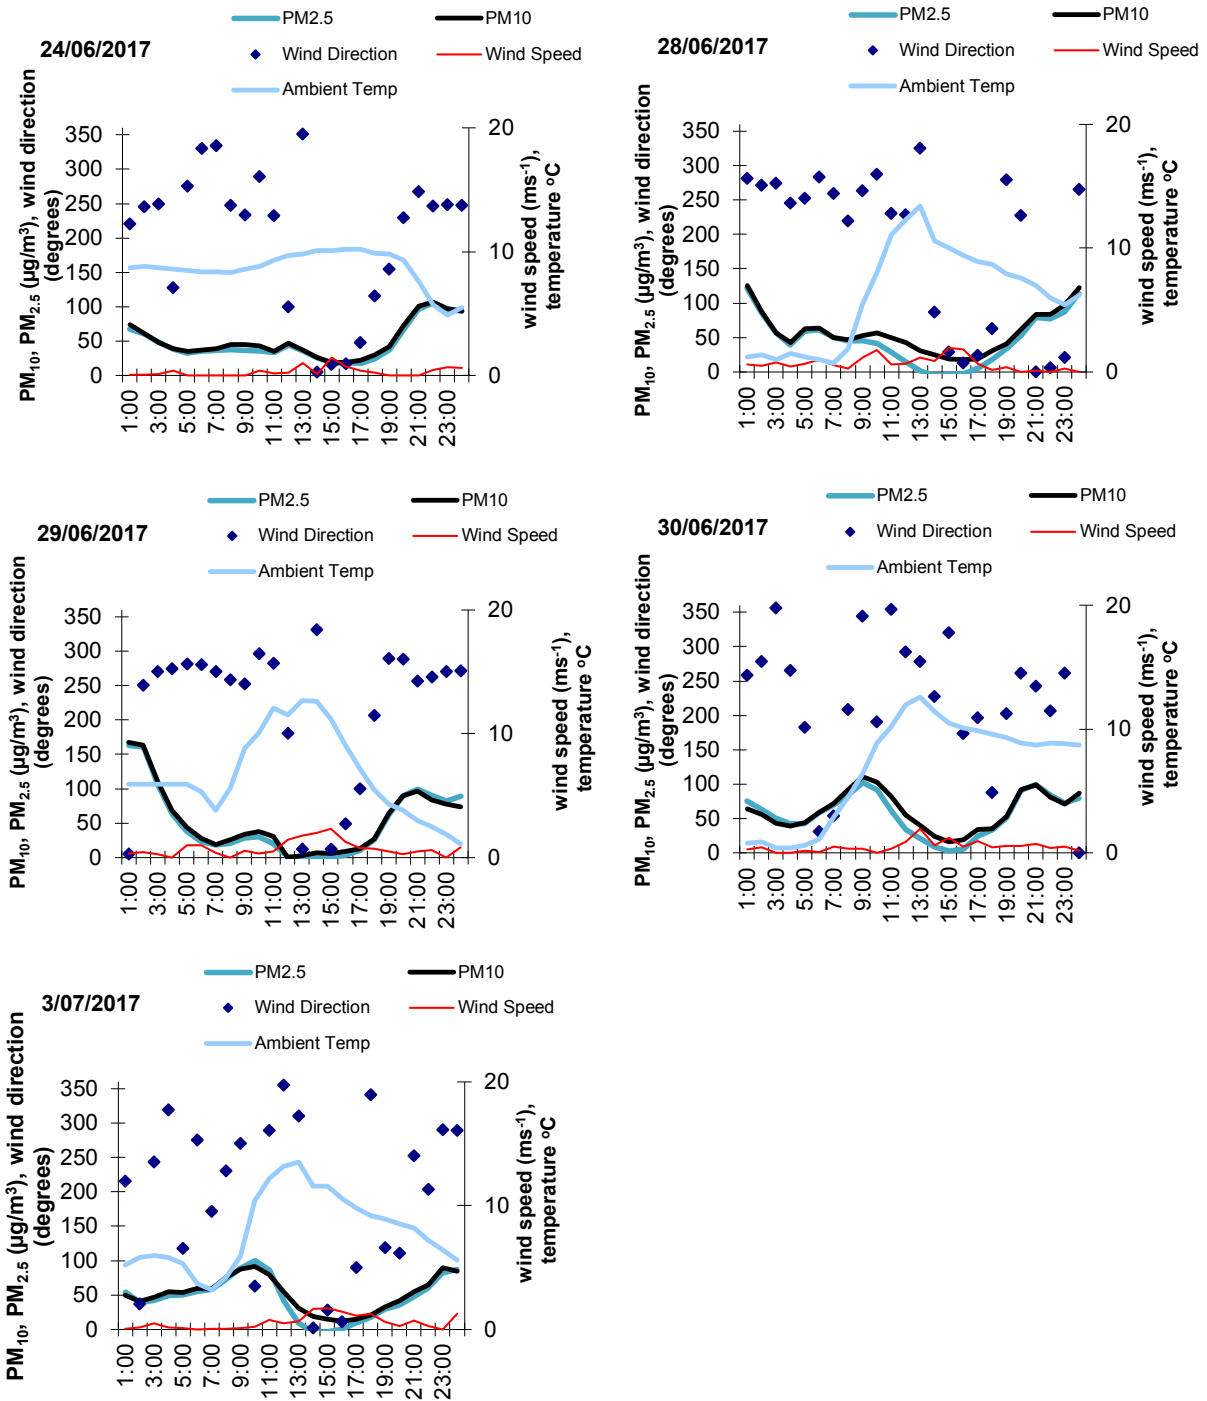 24/06/2017
PM2.5
PM10
Wind Direction
Wind Speed
Ambient Temp
PM10, PM2.5 (µg/m3), wind direction
(degrees)
350
300
250
200
150
100
50
0
20
10
0
wind speed (ms-1),
temperature oC
1:00
3:00
5:00
7:00
9:00
11:00
13:00
15:00
17:00
19:00
21:00
23:00
28/06/2017
PM2.5
PM10
Wind Direction
Wind Speed
Ambient Temp
PM10, PM2.5 (µg/m3), wind direction
(degrees)
350
300
250
200
150
100
50
0
20
10
0
wind speed (ms-1),
temperature oC
1:00
3:00
5:00
7:00
9:00
11:00
13:00
15:00
17:00
19:00
21:00
23:00
29/06/2017
PM2.5
PM10
Wind Direction
Wind Speed
Ambient Temp
PM10, PM2.5 (µg/m3), wind direction
(degrees)
350
300
250
200
150
100
50
0
20
10
0
wind speed (ms-1),
temperature oC
1:00
3:00
5:00
7:00
9:00
11:00
13:00
15:00
17:00
19:00
21:00
23:00
30/06/2017
PM2.5
PM10
Wind Direction
Wind Speed
Ambient Temp
PM10, PM2.5 (µg/m3), wind direction
(degrees)
350
300
250
200
150
100
50
0
20
10
0
wind speed (ms-1),
temperature oC
1:00
3:00
5:00
7:00
9:00
11:00
13:00
15:00
17:00
19:00
21:00
23:00
3/07/2017
PM2.5
PM10
Wind Direction
Wind Speed
Ambient Temp
PM10, PM2.5 (µg/m3), wind direction
(degrees)
350
300
250
200
150
100
50
0
20
10
0
wind speed (ms-1),
temperature oC
1:00
3:00
5:00
7:00
9:00
11:00
13:00
15:00
17:00
19:00
21:00
23:00